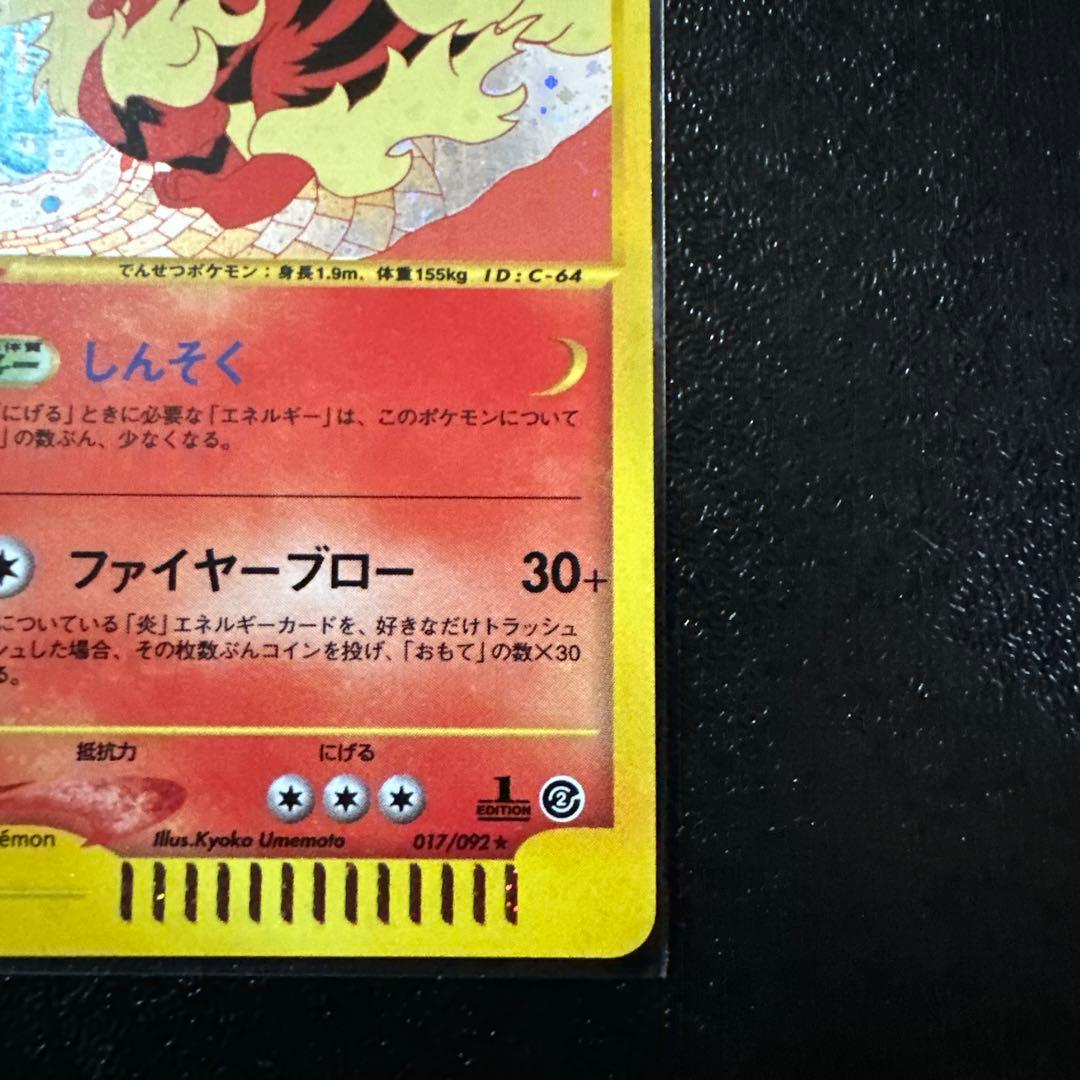 でんせつポケモン：身長1.9m. 体重155kg ID:C-64
しんそく
「にげる」ときに必要な「エネルギー」は、このポケモンについて
」の数ぶん、少なくなる。
ファイヤーブロー 30+
についている「炎」エネルギーカードを、好きなだけトラッシュ
シュした場合、その枚数ぶんコインを投げ、「おもて」の数×30
る。
抵抗力 にげる
1
EDITION
2
émon Illus.Kyoko Umemoto 017/092★